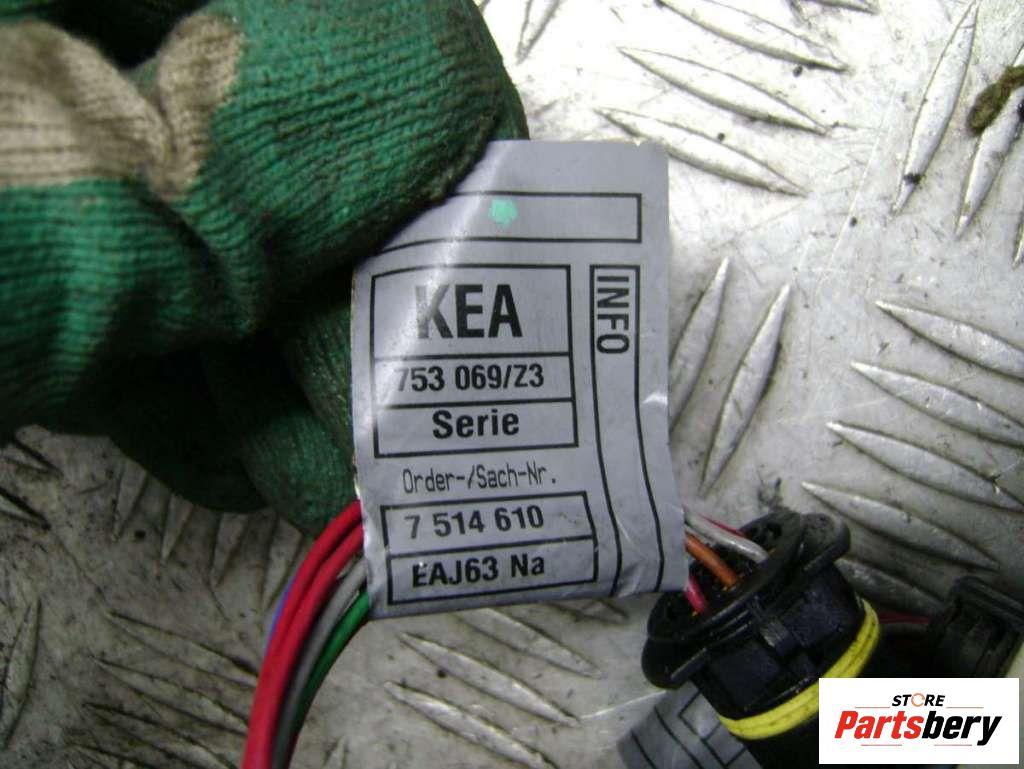 KEA
INFO
753 069/Z3
Serie
Order-/Sach-Nr.
7 514 610
EAJ63 Na
STORE
Partsbery